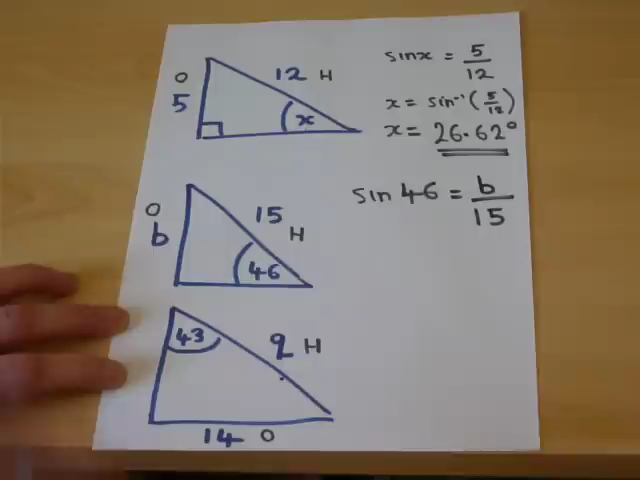 O
5
12 H
x
sinx = 5/12
x = sin⁻¹(5/12)
x = 26.62°
O
b
15
H
46
sin 46 = b/15
43
q H
14 O